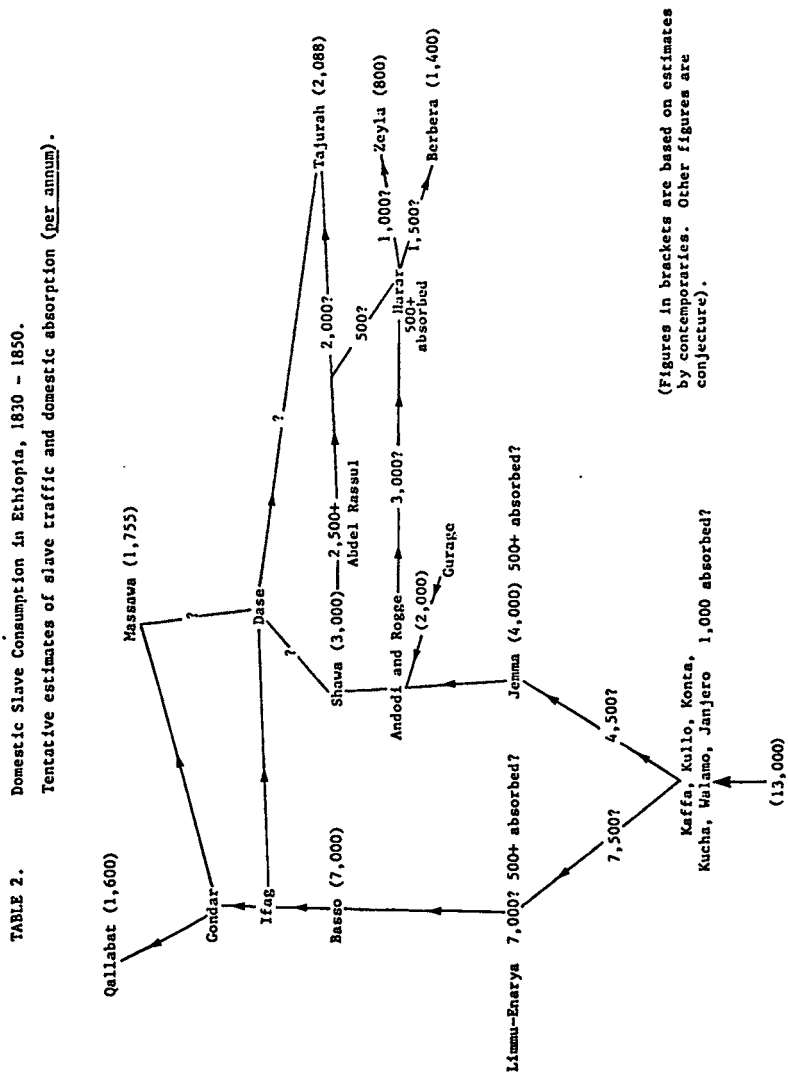 TABLE 2. Domestic Slave Consumption in Ethiopia, 1830 - 1850.
Tentative estimates of slave traffic and domestic absorption (per annum).
Qallabat (1,600)
Massawa (1,755)
Gondar
?
Ifag
Dase
?
Tajurah (2,088)
?
Basso (7,000)
Shawa (3,000)
2,500+
Abdel Rassul
2,000?
500?
1,000?
Zeyla (800)
Andodi and Rogge
3,000?
Harar
500+
absorbed
1,500?
Berbera (1,400)
(2,000)
Gurage
Limmu-Enarya 7,000? 500+ absorbed?
Jemma (4,000) 500+ absorbed?
7,500?
4,500?
Kaffa, Kullo, Konta,
Kucha, Walamo, Janjero 1,000 absorbed?
(13,000)
(Figures in brackets are based on estimates
by contemporaries. Other figures are
conjecture).